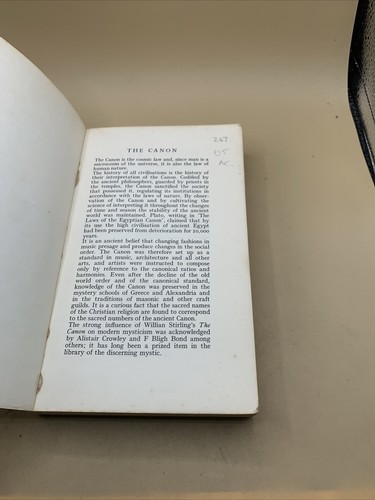 267
U5
AC
THE CANON
The Canon is the cosmic law and, since man is a
microcosm of the universe, it is also the law of
human nature.
The history of all civilisations is the history of
their interpretation of the Canon. Codified by
the ancient philosophers, guarded by priests in
the temples, the Canon sanctified the society
that possessed it, regulating its institutions in
accordance with the laws of nature. By obser-
vation of the Canon and by cultivating the
science of interpreting it throughout the changes
of time and season the stability of the ancient
world was maintained. Plato, writing in 'The
Laws of the Egyptian Canon', claimed that by
its use the high civilisation of ancient Egypt
had been preserved from deterioration for 10,000
years.
It is an ancient belief that changing fashions in
music presage and produce changes in the social
order. The Canon was therefore set up as a
standard in music, architecture and all other
arts, and artists were instructed to compose
only by reference to the canonical ratios and
harmonies. Even after the decline of the old
world order and of the canonical standard,
knowledge of the Canon was preserved in the
mystery schools of Greece and Alexandria and
in the traditions of masonic and other craft
guilds. It is a curious fact that the sacred names
of the Christian religion are found to correspond
to the sacred numbers of the ancient Canon.
The strong influence of Willian Stirling's The
Canon on modern mysticism was acknowledged
by Alistair Crowley and F Bligh Bond among
others; it has long been a prized item in the
library of the discerning mystic.